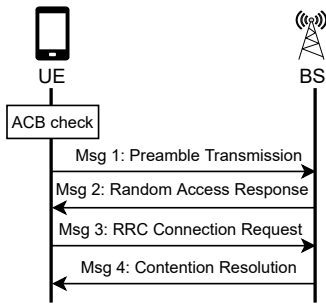 UE
BS
ACB check
Msg 1: Preamble Transmission
Msg 2: Random Access Response
Msg 3: RRC Connection Request
Msg 4: Contention Resolution